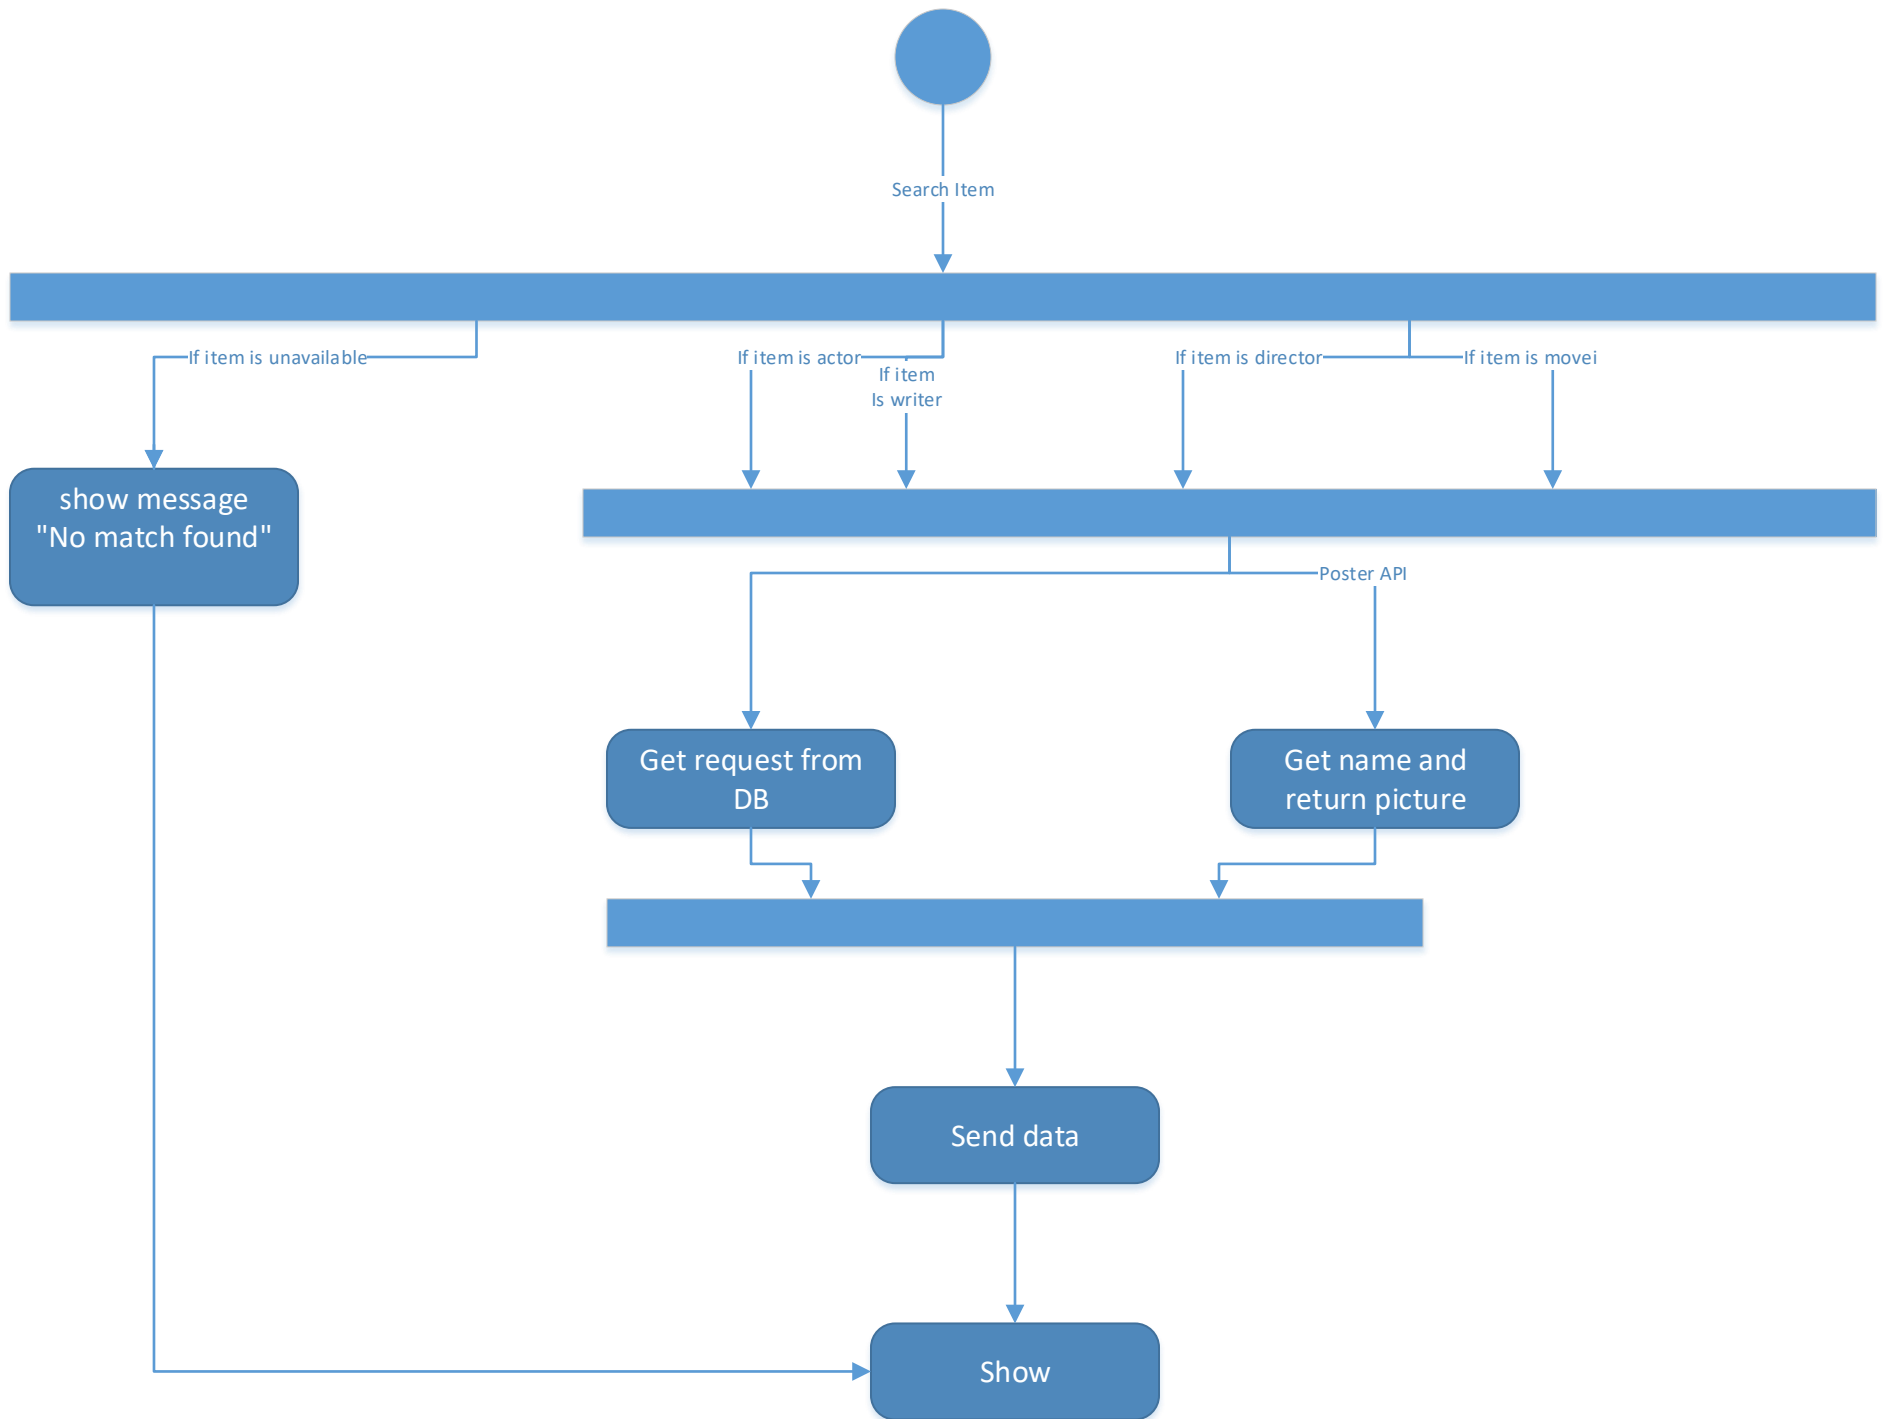 Search Item
If item is unavailable
If item is actor
If item
Is writer
If item is director
If item is movei
show message
"No match found"
Poster API
Get request from
DB
Get name and
return picture
Send data
Show